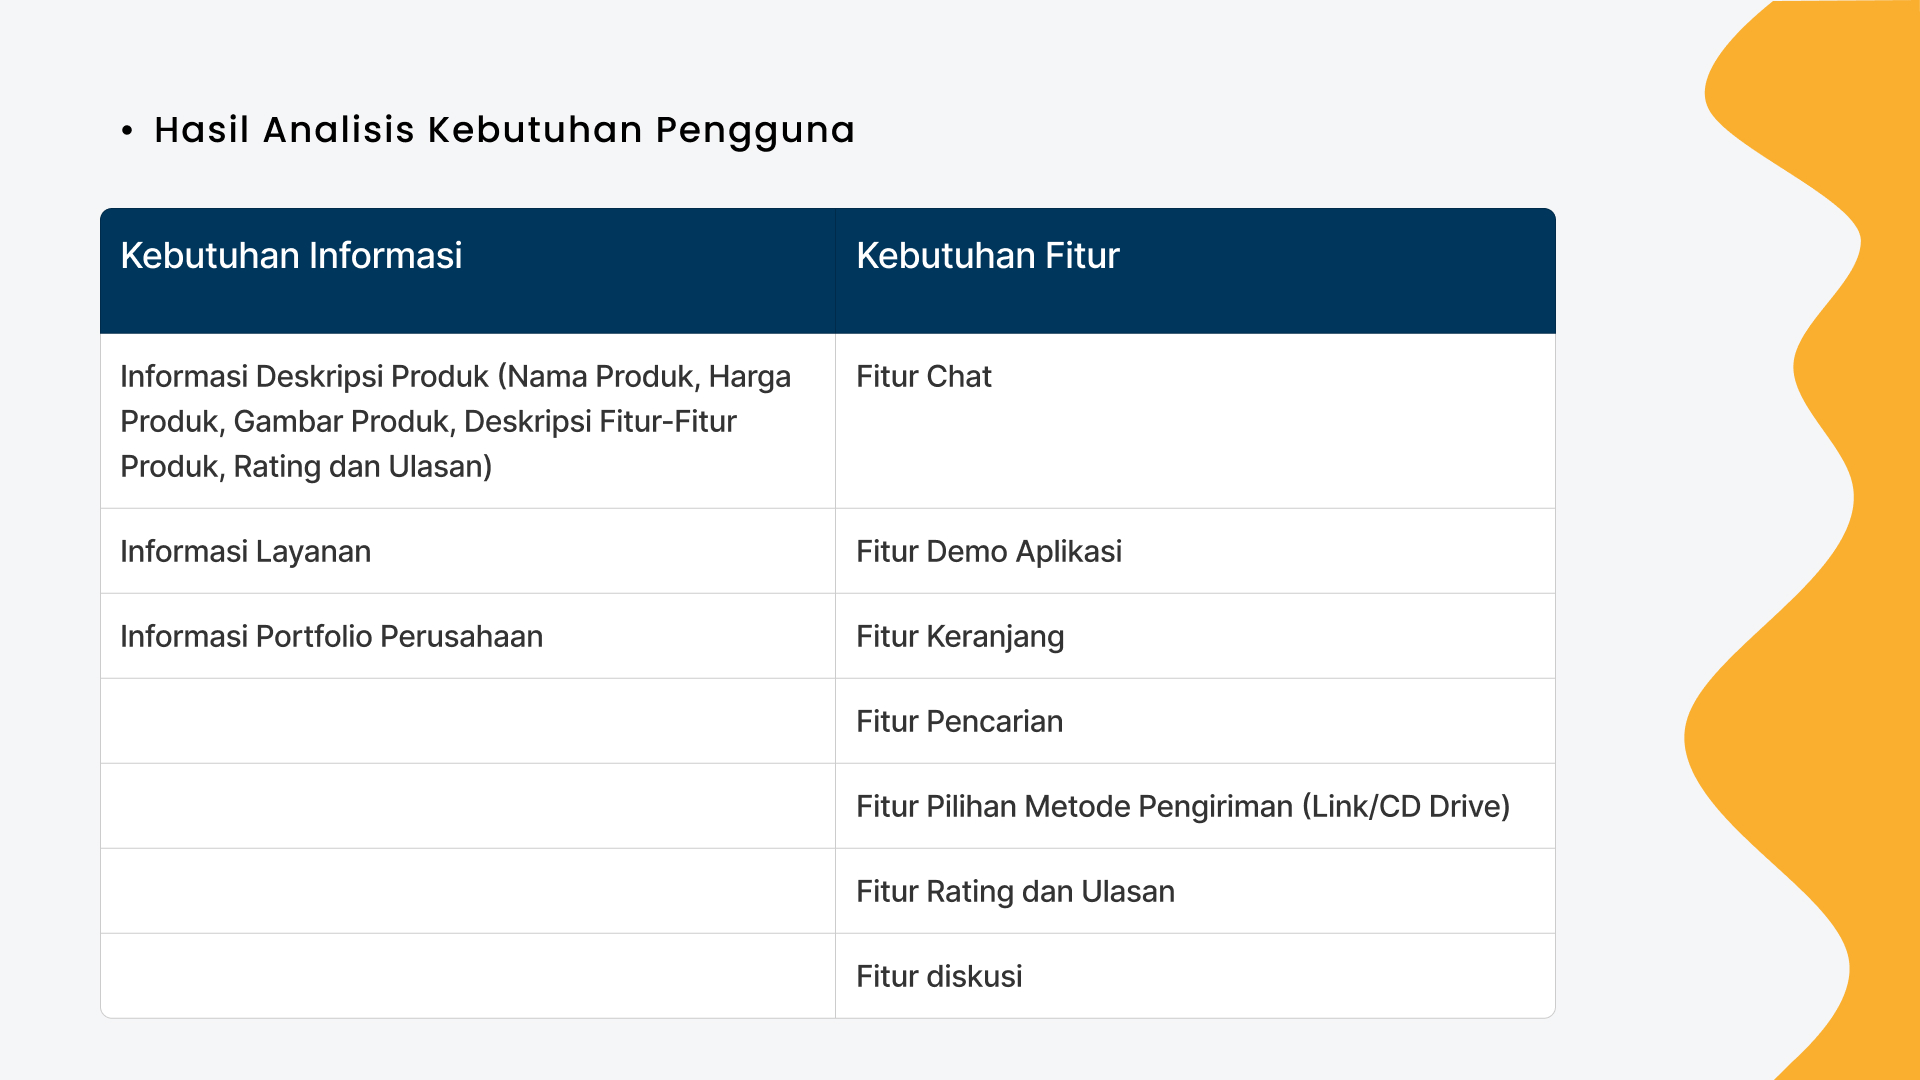 • Hasil Analisis Kebutuhan Pengguna
Kebutuhan Informasi
Kebutuhan Fitur
Informasi Deskripsi Produk (Nama Produk, Harga
Produk, Gambar Produk, Deskripsi Fitur-Fitur
Produk, Rating dan Ulasan)
Fitur Chat
Informasi Layanan
Fitur Demo Aplikasi
Informasi Portfolio Perusahaan
Fitur Keranjang
Fitur Pencarian
Fitur Pilihan Metode Pengiriman (Link/CD Drive)
Fitur Rating dan Ulasan
Fitur diskusi